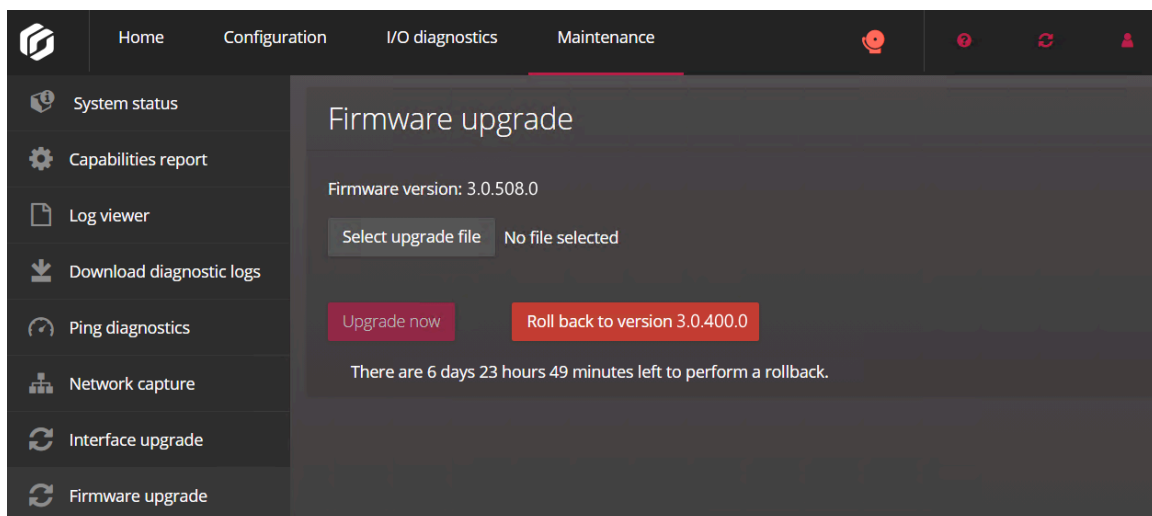 Home Configuration I/O diagnostics Maintenance
System status
Capabilities report
Log viewer
Download diagnostic logs
Ping diagnostics
Network capture
Interface upgrade
Firmware upgrade
Firmware upgrade
Firmware version: 3.0.508.0
Select upgrade file No file selected
Upgrade now Roll back to version 3.0.400.0
There are 6 days 23 hours 49 minutes left to perform a rollback.